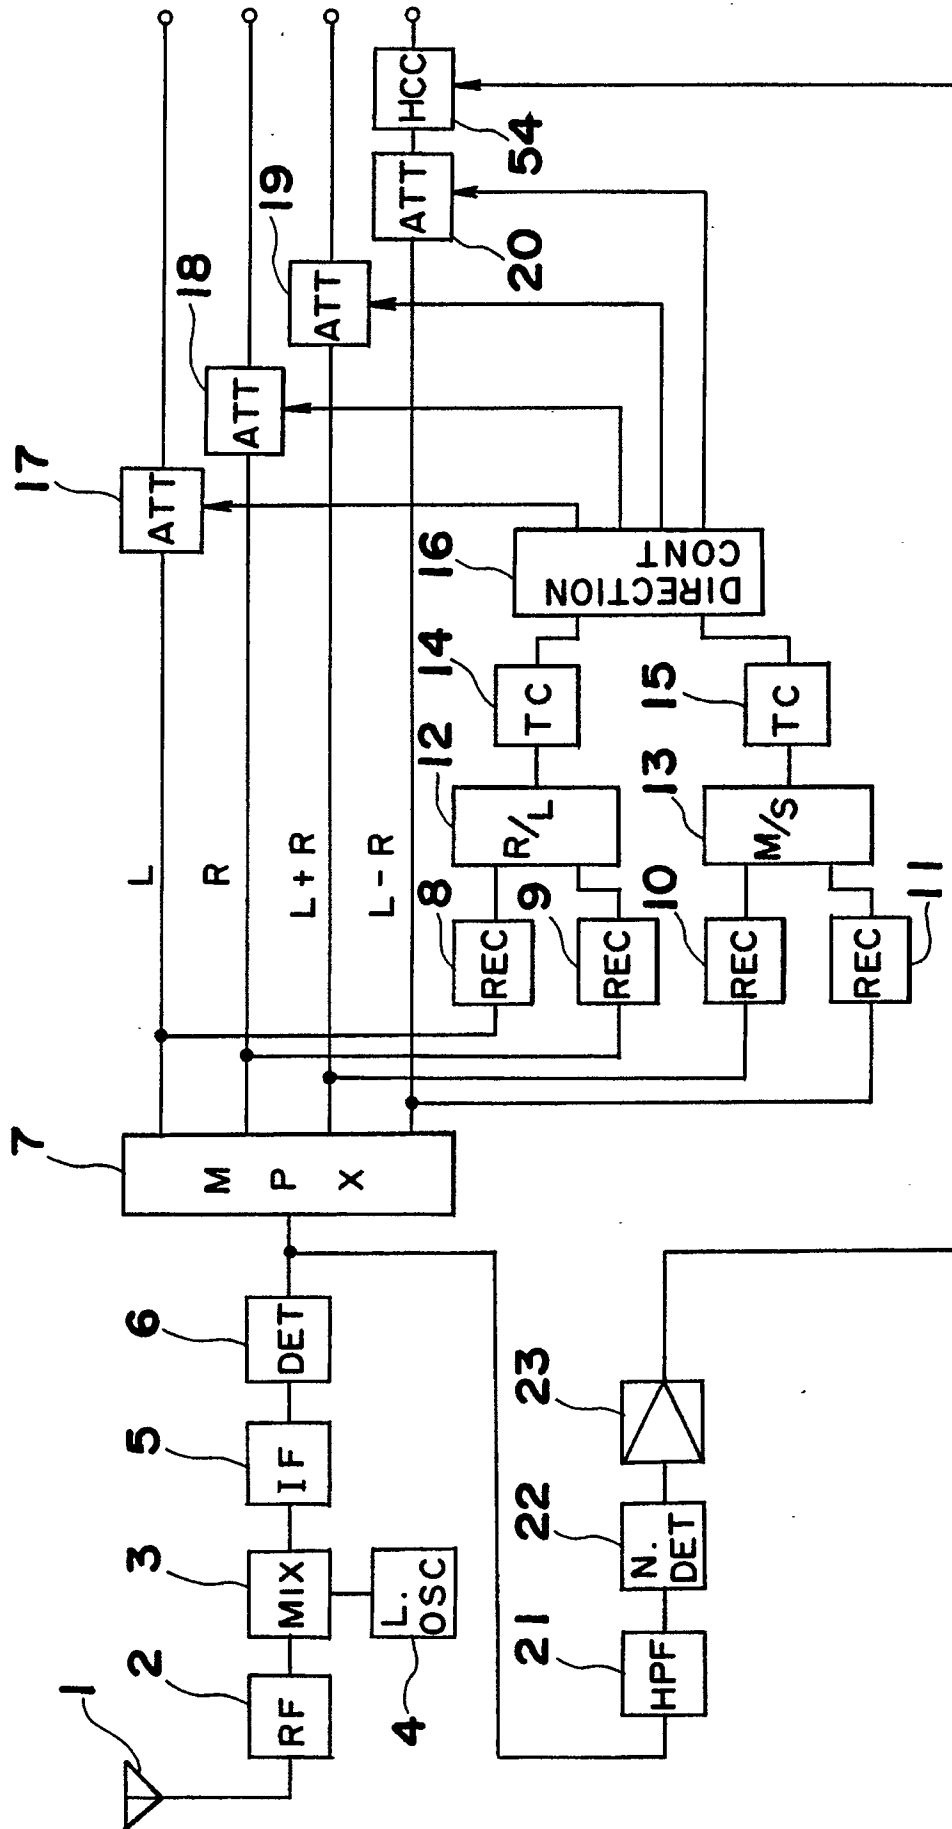 1
2
RF
3
MIX
4
L.
OSC
5
IF
6
DET
7
M P X
L
R
L+R
L-R
8
REC
9
REC
10
REC
11
REC
12
R/L
13
M/S
14
TC
15
TC
16
DIRECTION
CONT
17
ATT
18
ATT
19
ATT
20
ATT
54
HCC
21
HPF
22
N.
DET
23